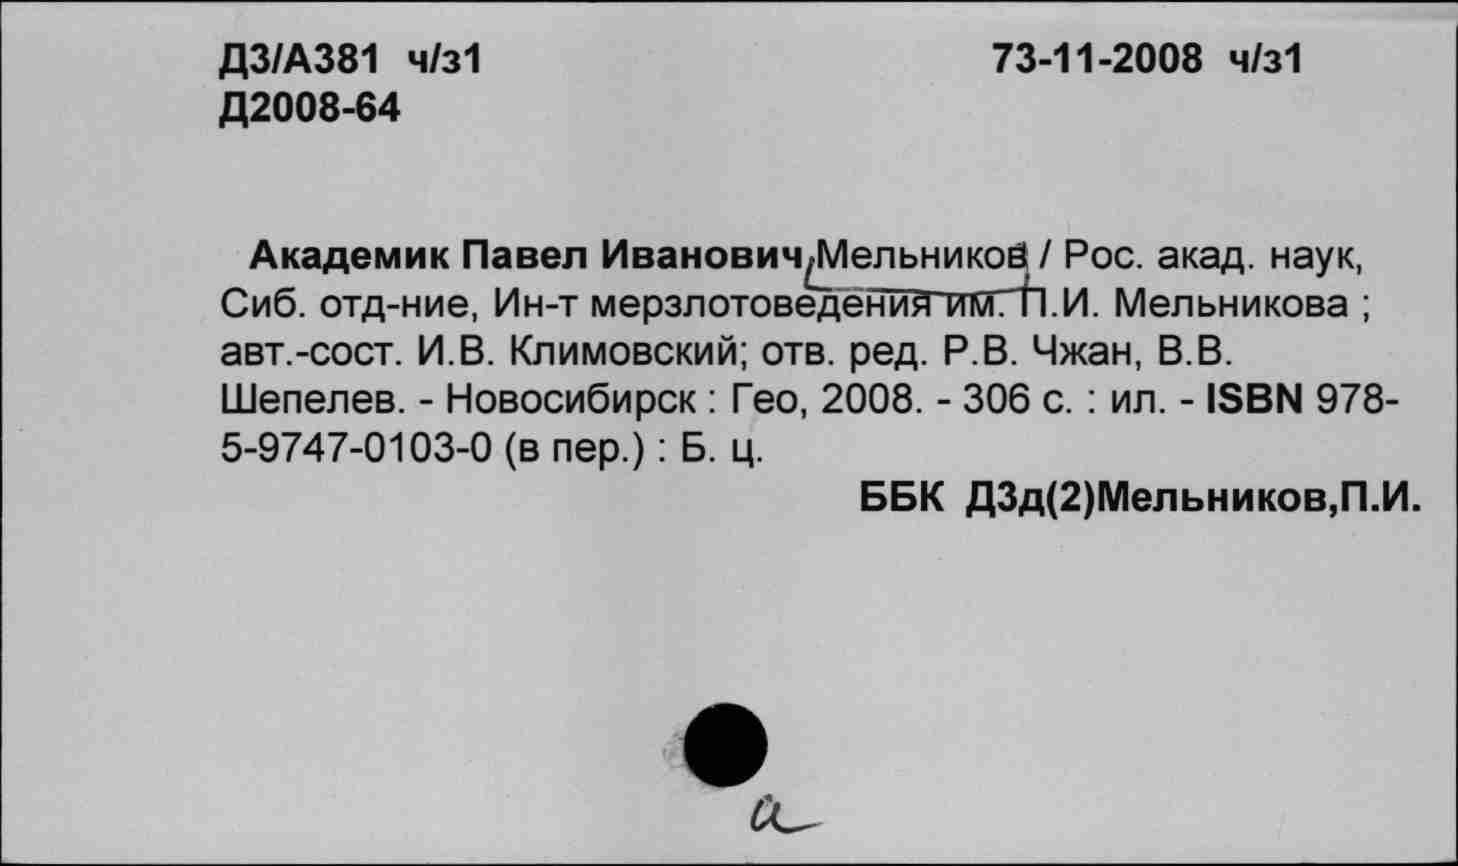 Д3/А381 ч/з1 73-11-2008 ч/з1
Д2008-64
Академик Павел Иванович Мельников / Рос. акад. наук,
Сиб. отд-ние, Ин-т мерзлотоведения им. П.И. Мельникова ;
авт.-сост. И.В. Климовский; отв. ред. Р.В. Чжан, В.В.
Шепелев. - Новосибирск : Гео, 2008. - 306 с. : ил. - ISBN 978-
5-9747-0103-0 (в пер.) : Б. ц.
ББК Д3д(2)Мельников,П.И.